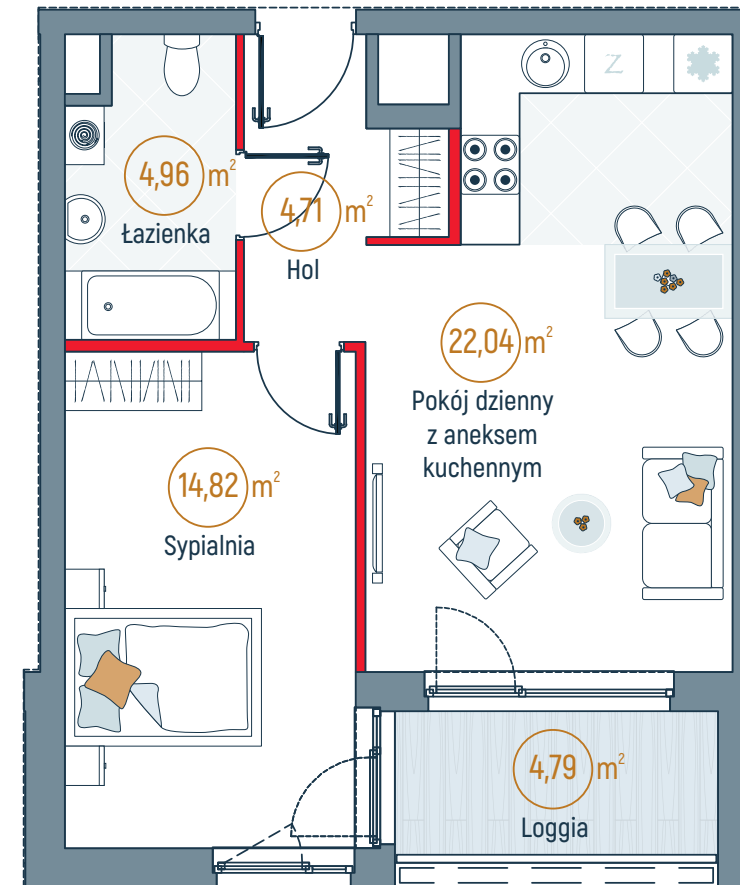 Z
4,96 m²
Łazienka
4,71 m²
Hol
22,04 m²
Pokój dzienny
z aneksem
kuchennym
14,82 m²
Sypialnia
4,79 m²
Loggia